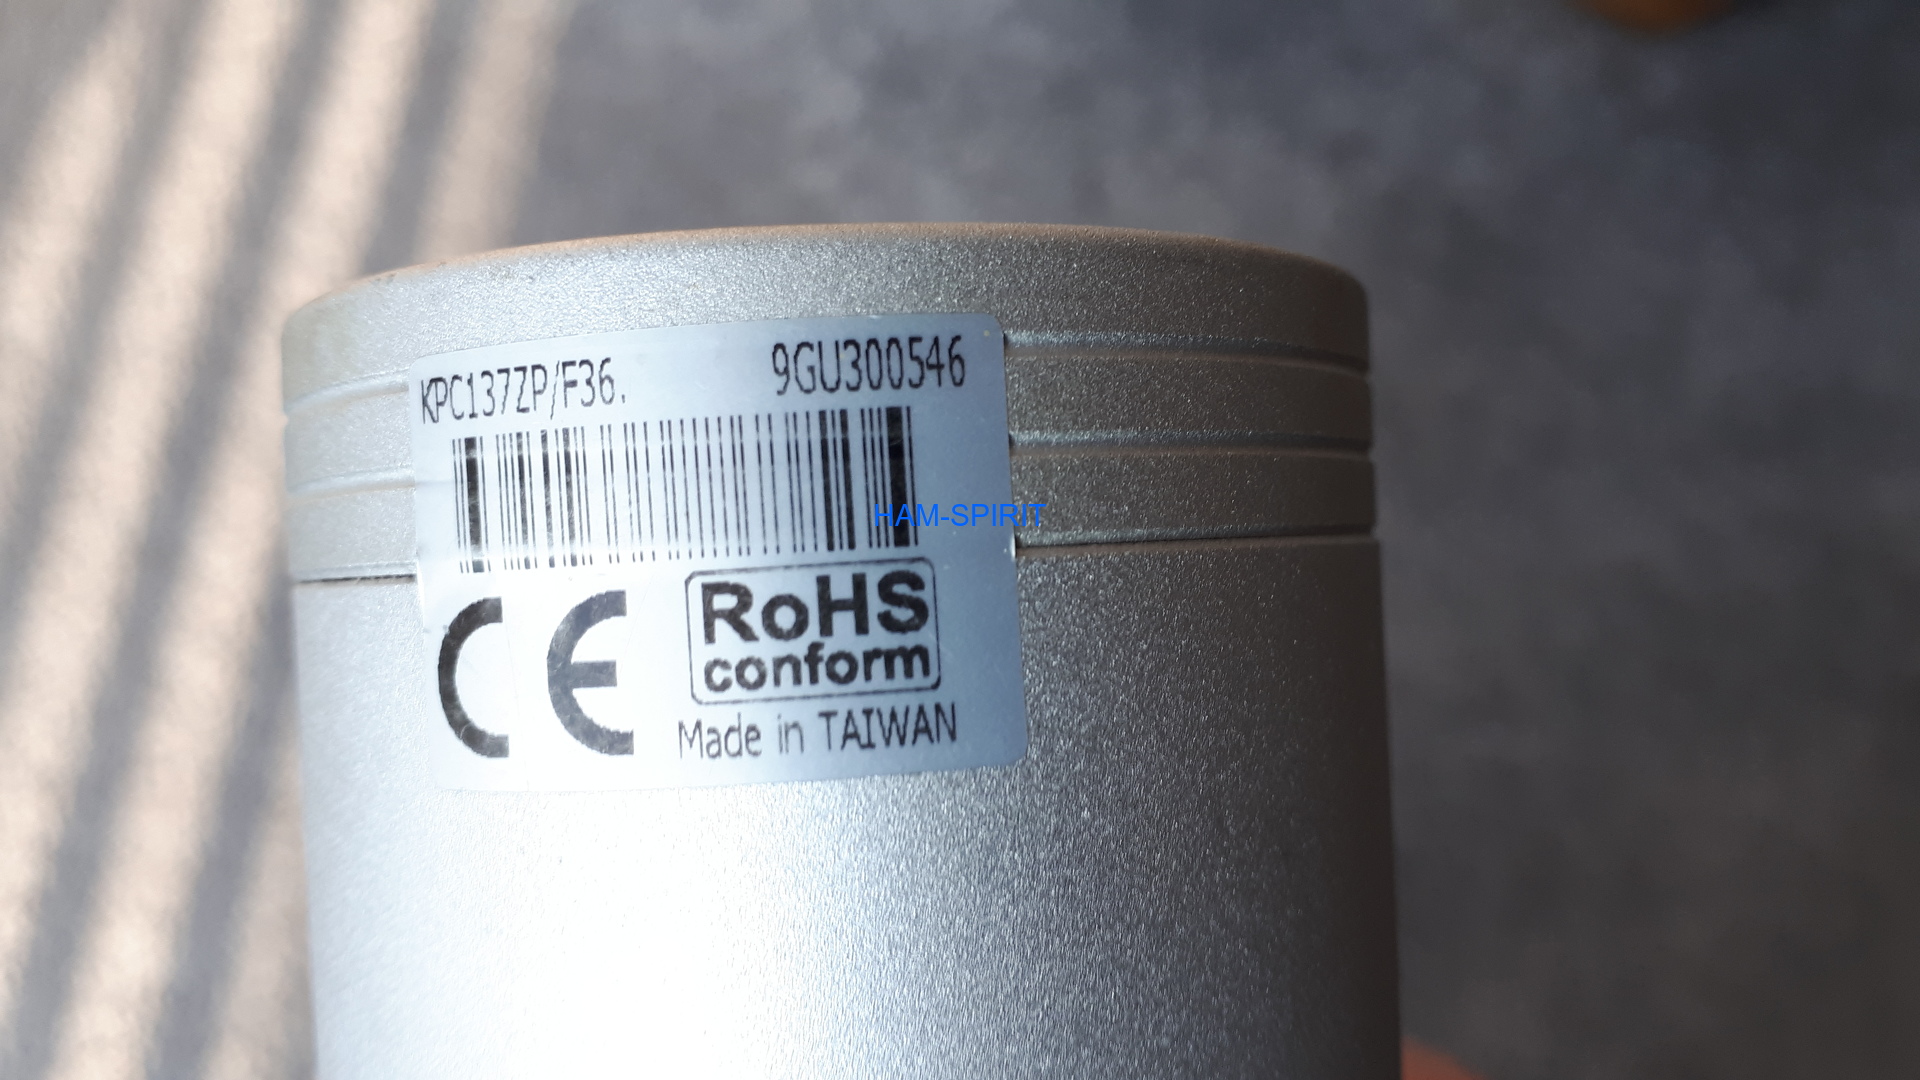 KPC137ZP/F36. 9GU300546
HAM-SPIRIT
CE
RoHS
conform
Made in TAIWAN